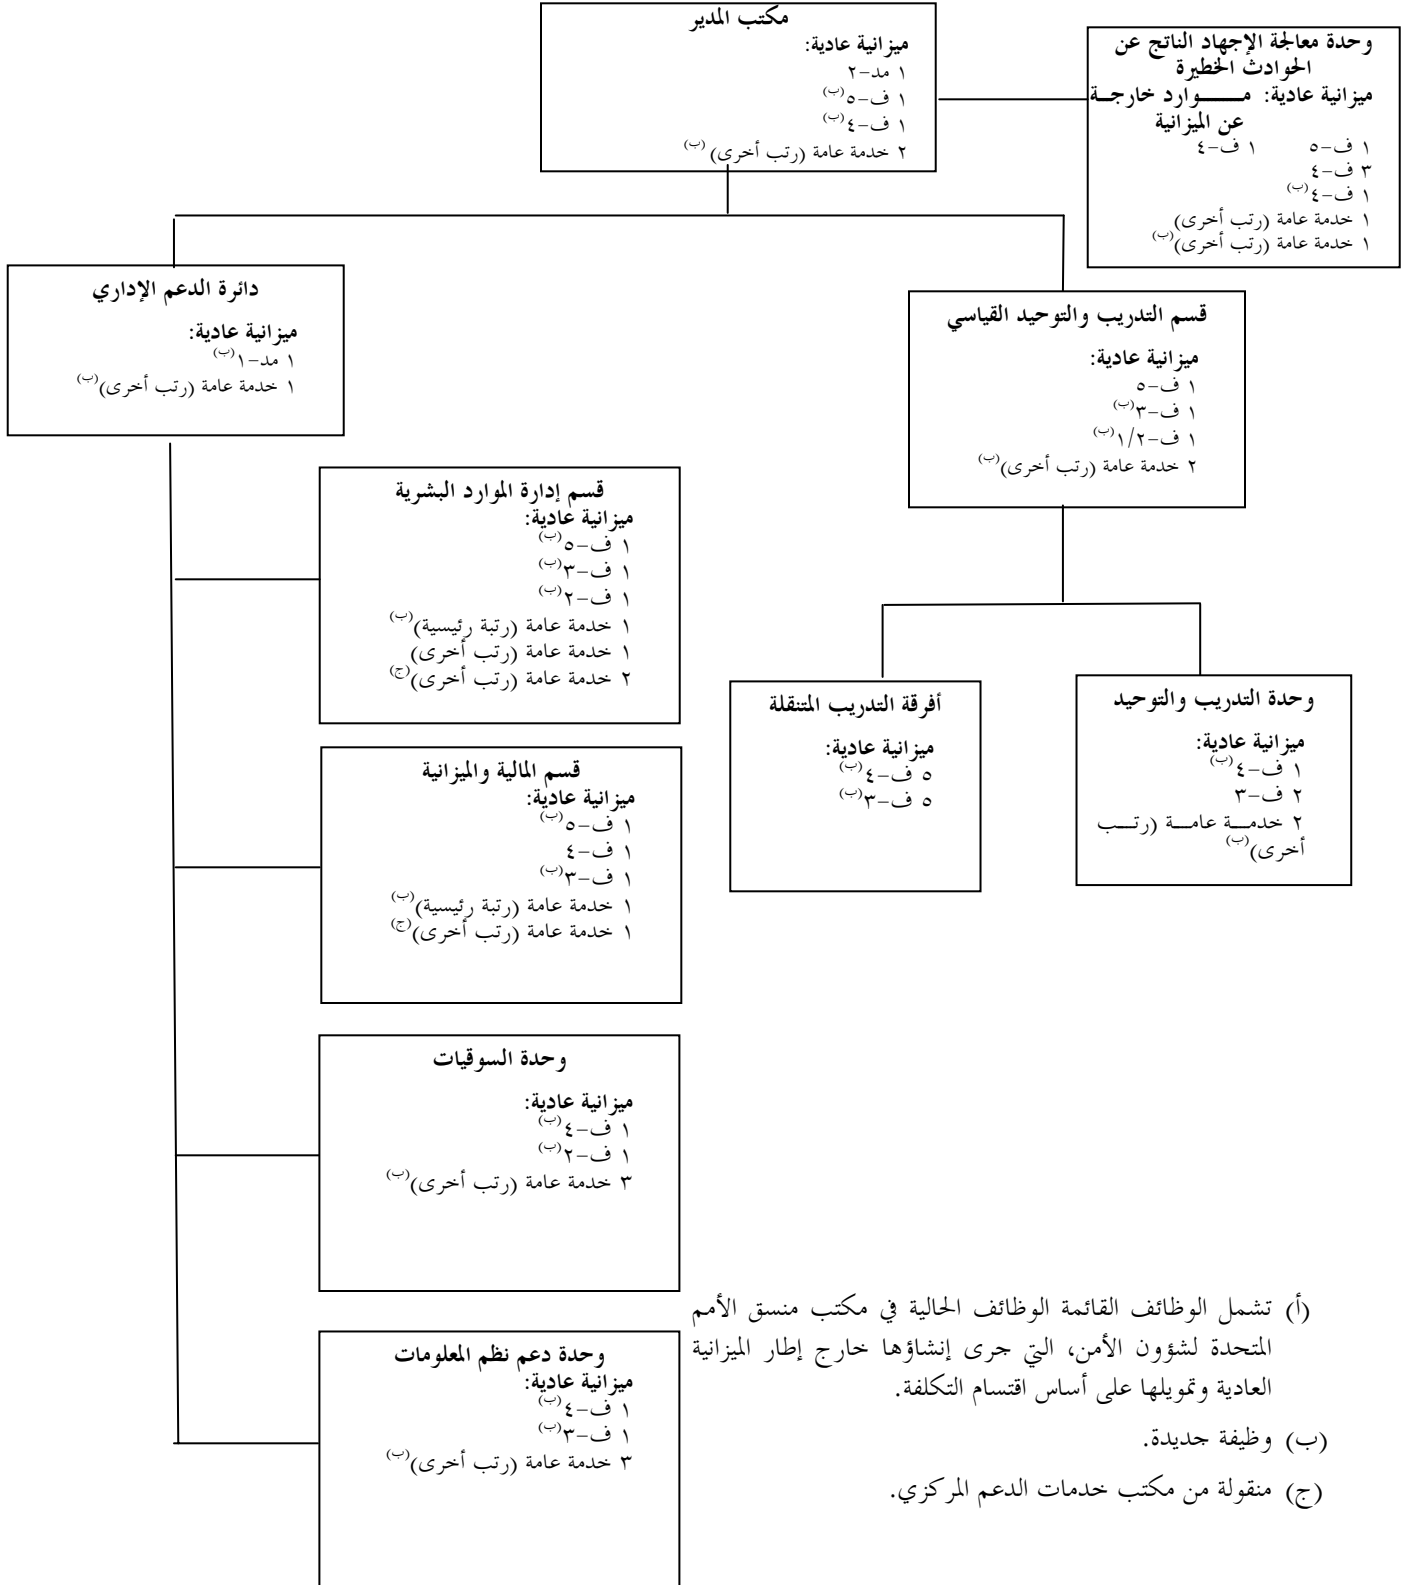 مكتب المدير
ميزانية عادية:
١ مد-٢
١ ف-٥(ب)
١ ف-٤(ب)
٢ خدمة عامة (رتب أخرى) (ب)
وحدة معالجة الإجهاد الناتج عن
الحوادث الخطيرة
ميزانية عادية: مـــــوارد خارجــة
عن الميزانية
١ ف-٥ ١ ف-٤
٣ ف-٤
١ ف-٤(ب)
١ خدمة عامة (رتب أخرى)
١ خدمة عامة (رتب أخرى)(ب)
دائرة الدعم الإداري
ميزانية عادية:
١ مد-١(ب)
١ خدمة عامة (رتب أخرى)(ب)
قسم التدريب والتوحيد القياسي
ميزانية عادية:
١ ف-٥
١ ف-٣(ب)
١ ف-١/٢(ب)
٢ خدمة عامة (رتب أخرى)(ب)
قسم إدارة الموارد البشرية
ميزانية عادية:
١ ف-٥(ب)
١ ف-٣(ب)
١ ف-٢(ب)
١ خدمة عامة (رتبة رئيسية)(ب)
١ خدمة عامة (رتب أخرى)
٢ خدمة عامة (رتب أخرى)(ج)
وحدة التدريب والتوحيد
ميزانية عادية:
١ ف-٤(ب)
٢ ف-٣
٢ خدمـــة عامـــة (رتـــب
أخرى)(ب)
أفرقة التدريب المتنقلة
ميزانية عادية:
٥ ف-٤(ب)
٥ ف-٣(ب)
قسم المالية والميزانية
ميزانية عادية:
١ ف-٥(ب)
١ ف-٤
١ ف-٣(ب)
١ خدمة عامة (رتبة رئيسية)(ب)
١ خدمة عامة (رتب أخرى)(ج)
وحدة السوقيات
ميزانية عادية:
١ ف-٤(ب)
١ ف-٢(ب)
٣ خدمة عامة (رتب أخرى)(ب)
وحدة دعم نظم المعلومات
ميزانية عادية:
١ ف-٤(ب)
١ ف-٣(ب)
٣ خدمة عامة (رتب أخرى)(ب)
(أ) تشمل الوظائف القائمة الوظائف الحالية في مكتب منسق الأمم
المتحدة لشؤون الأمن، التي جرى إنشاؤها خارج إطار الميزانية
العادية وتمويلها على أساس اقتسام التكلفة.
(ب) وظيفة جديدة.
(ج) منقولة من مكتب خدمات الدعم المركزي.